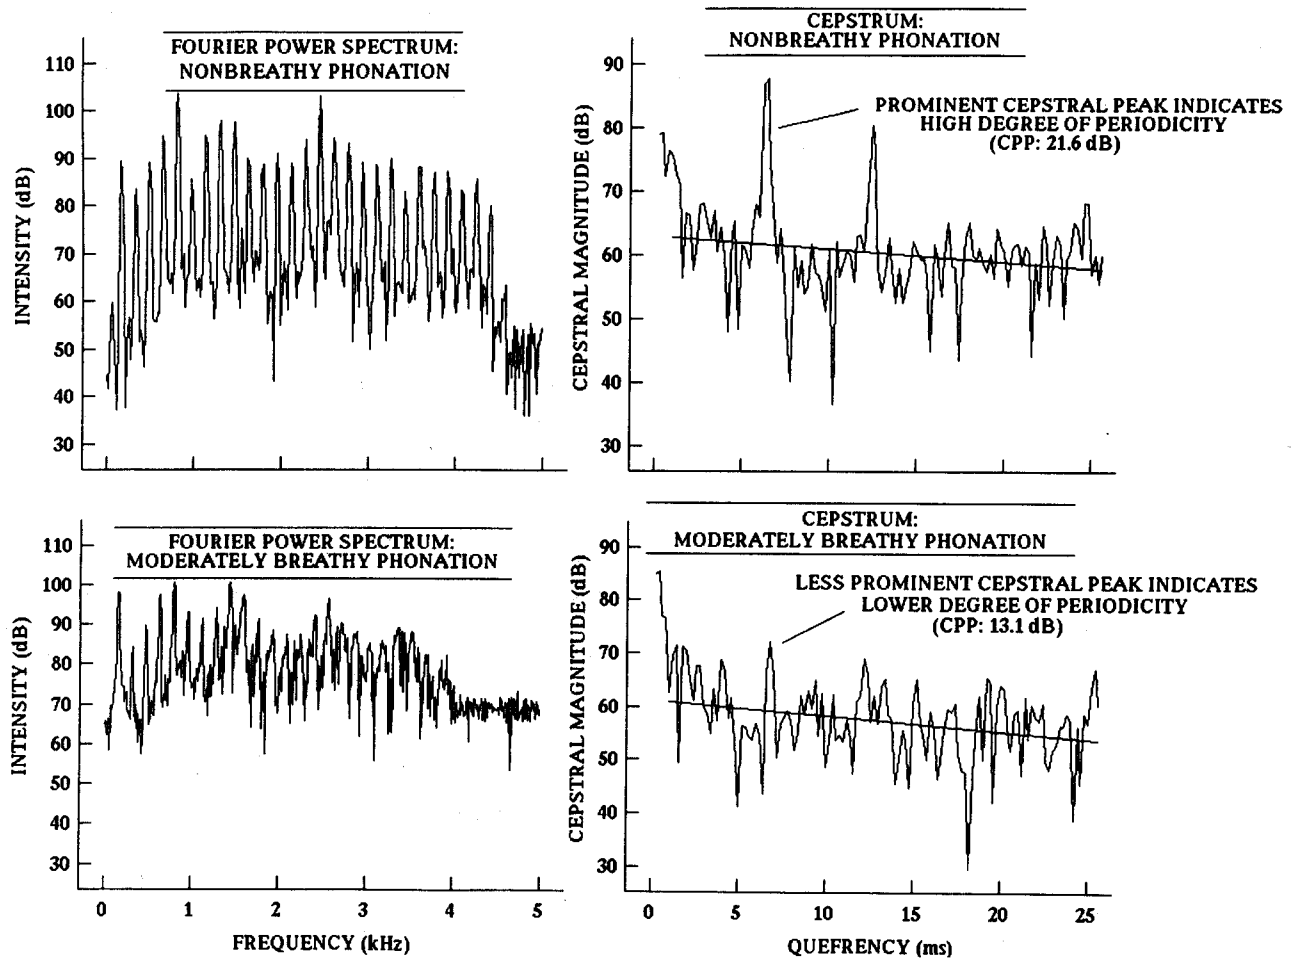 FOURIER POWER SPECTRUM:
NONBREATHY PHONATION
110
100
90
80
70
60
50
40
30
INTENSITY (dB)
CEPSTRUM:
NONBREATHY PHONATION
90
80
70
60
50
40
30
CEPSTRAL MAGNITUDE (dB)
PROMINENT CEPSTRAL PEAK INDICATES
HIGH DEGREE OF PERIODICITY
(CPP: 21.6 dB)
FOURIER POWER SPECTRUM:
MODERATELY BREATHY PHONATION
110
100
90
80
70
60
50
40
30
INTENSITY (dB)
0 1 2 3 4 5
FREQUENCY (kHz)
CEPSTRUM:
MODERATELY BREATHY PHONATION
90
80
70
60
50
40
30
CEPSTRAL MAGNITUDE (dB)
LESS PROMINENT CEPSTRAL PEAK INDICATES
LOWER DEGREE OF PERIODICITY
(CPP: 13.1 dB)
0 5 10 15 20 25
QUEFRENCY (ms)